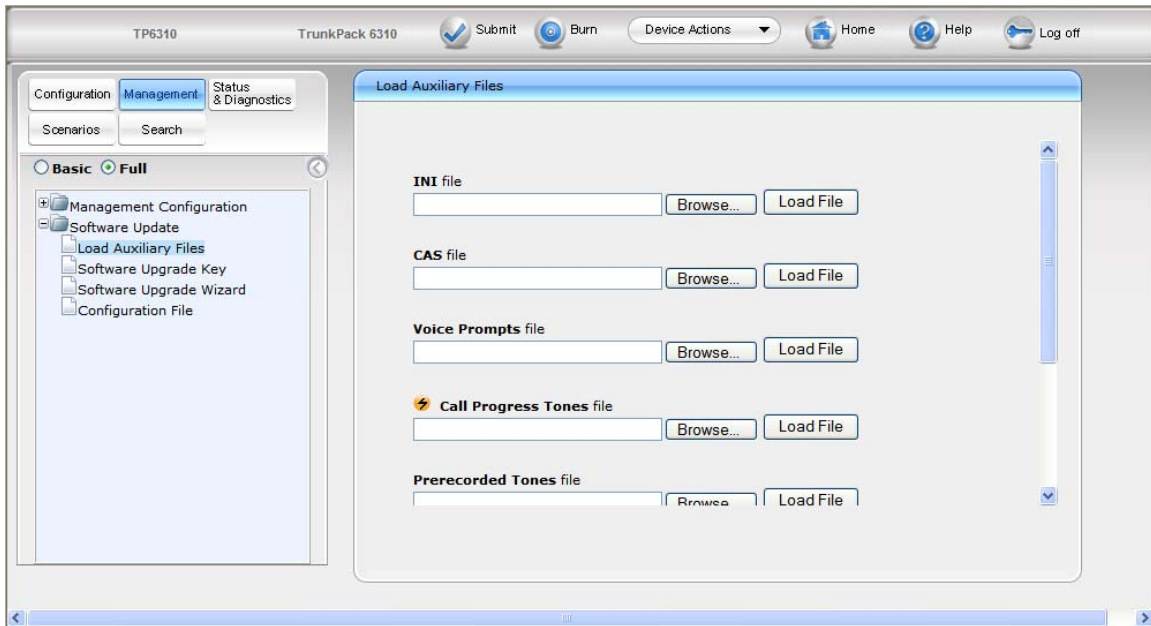 TP6310 TrunkPack 6310 Submit Burn Device Actions Home Help Log off
Configuration Management Status & Diagnostics
Scenarios Search
Basic Full
Management Configuration
Software Update
Load Auxiliary Files
Software Upgrade Key
Software Upgrade Wizard
Configuration File
Load Auxiliary Files
INI file
Browse... Load File
CAS file
Browse... Load File
Voice Prompts file
Browse... Load File
Call Progress Tones file
Browse... Load File
Prerecorded Tones file
Browse... Load File